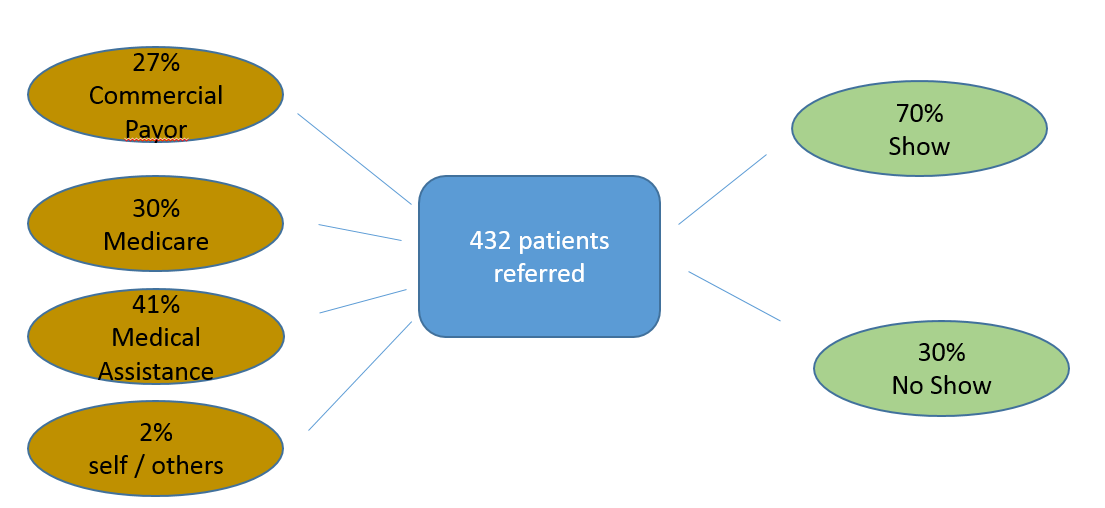 27%
Commercial
Payor
30%
Medicare
41%
Medical
Assistance
2%
self / others
432 patients
referred
70%
Show
30%
No Show